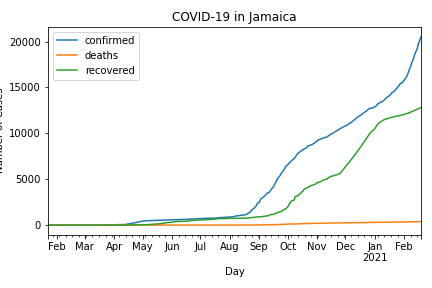 COVID-19 in Jamaica
confirmed
deaths
recovered
20000
15000
10000
5000
0
Feb Mar Apr May Jun Jul Aug Sep Oct Nov Dec Jan Feb
2021
Day